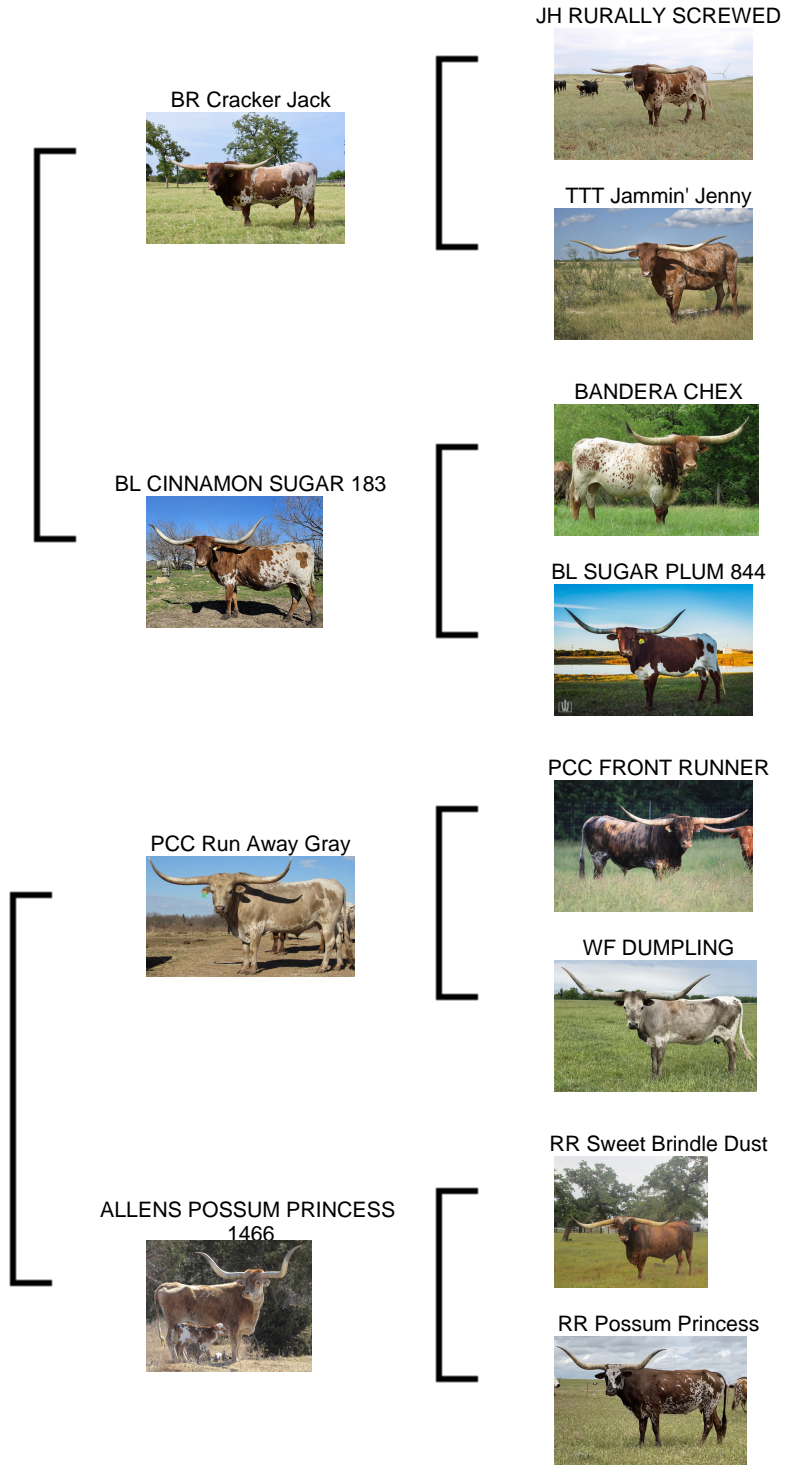 JH RURALLY SCREWED
BR Cracker Jack
TTT Jammin' Jenny
BANDERA CHEX
BL CINNAMON SUGAR 183
BL SUGAR PLUM 844
PCC FRONT RUNNER
PCC Run Away Gray
WF DUMPLING
RR Sweet Brindle Dust
ALLENS POSSUM PRINCESS
1466
RR Possum Princess